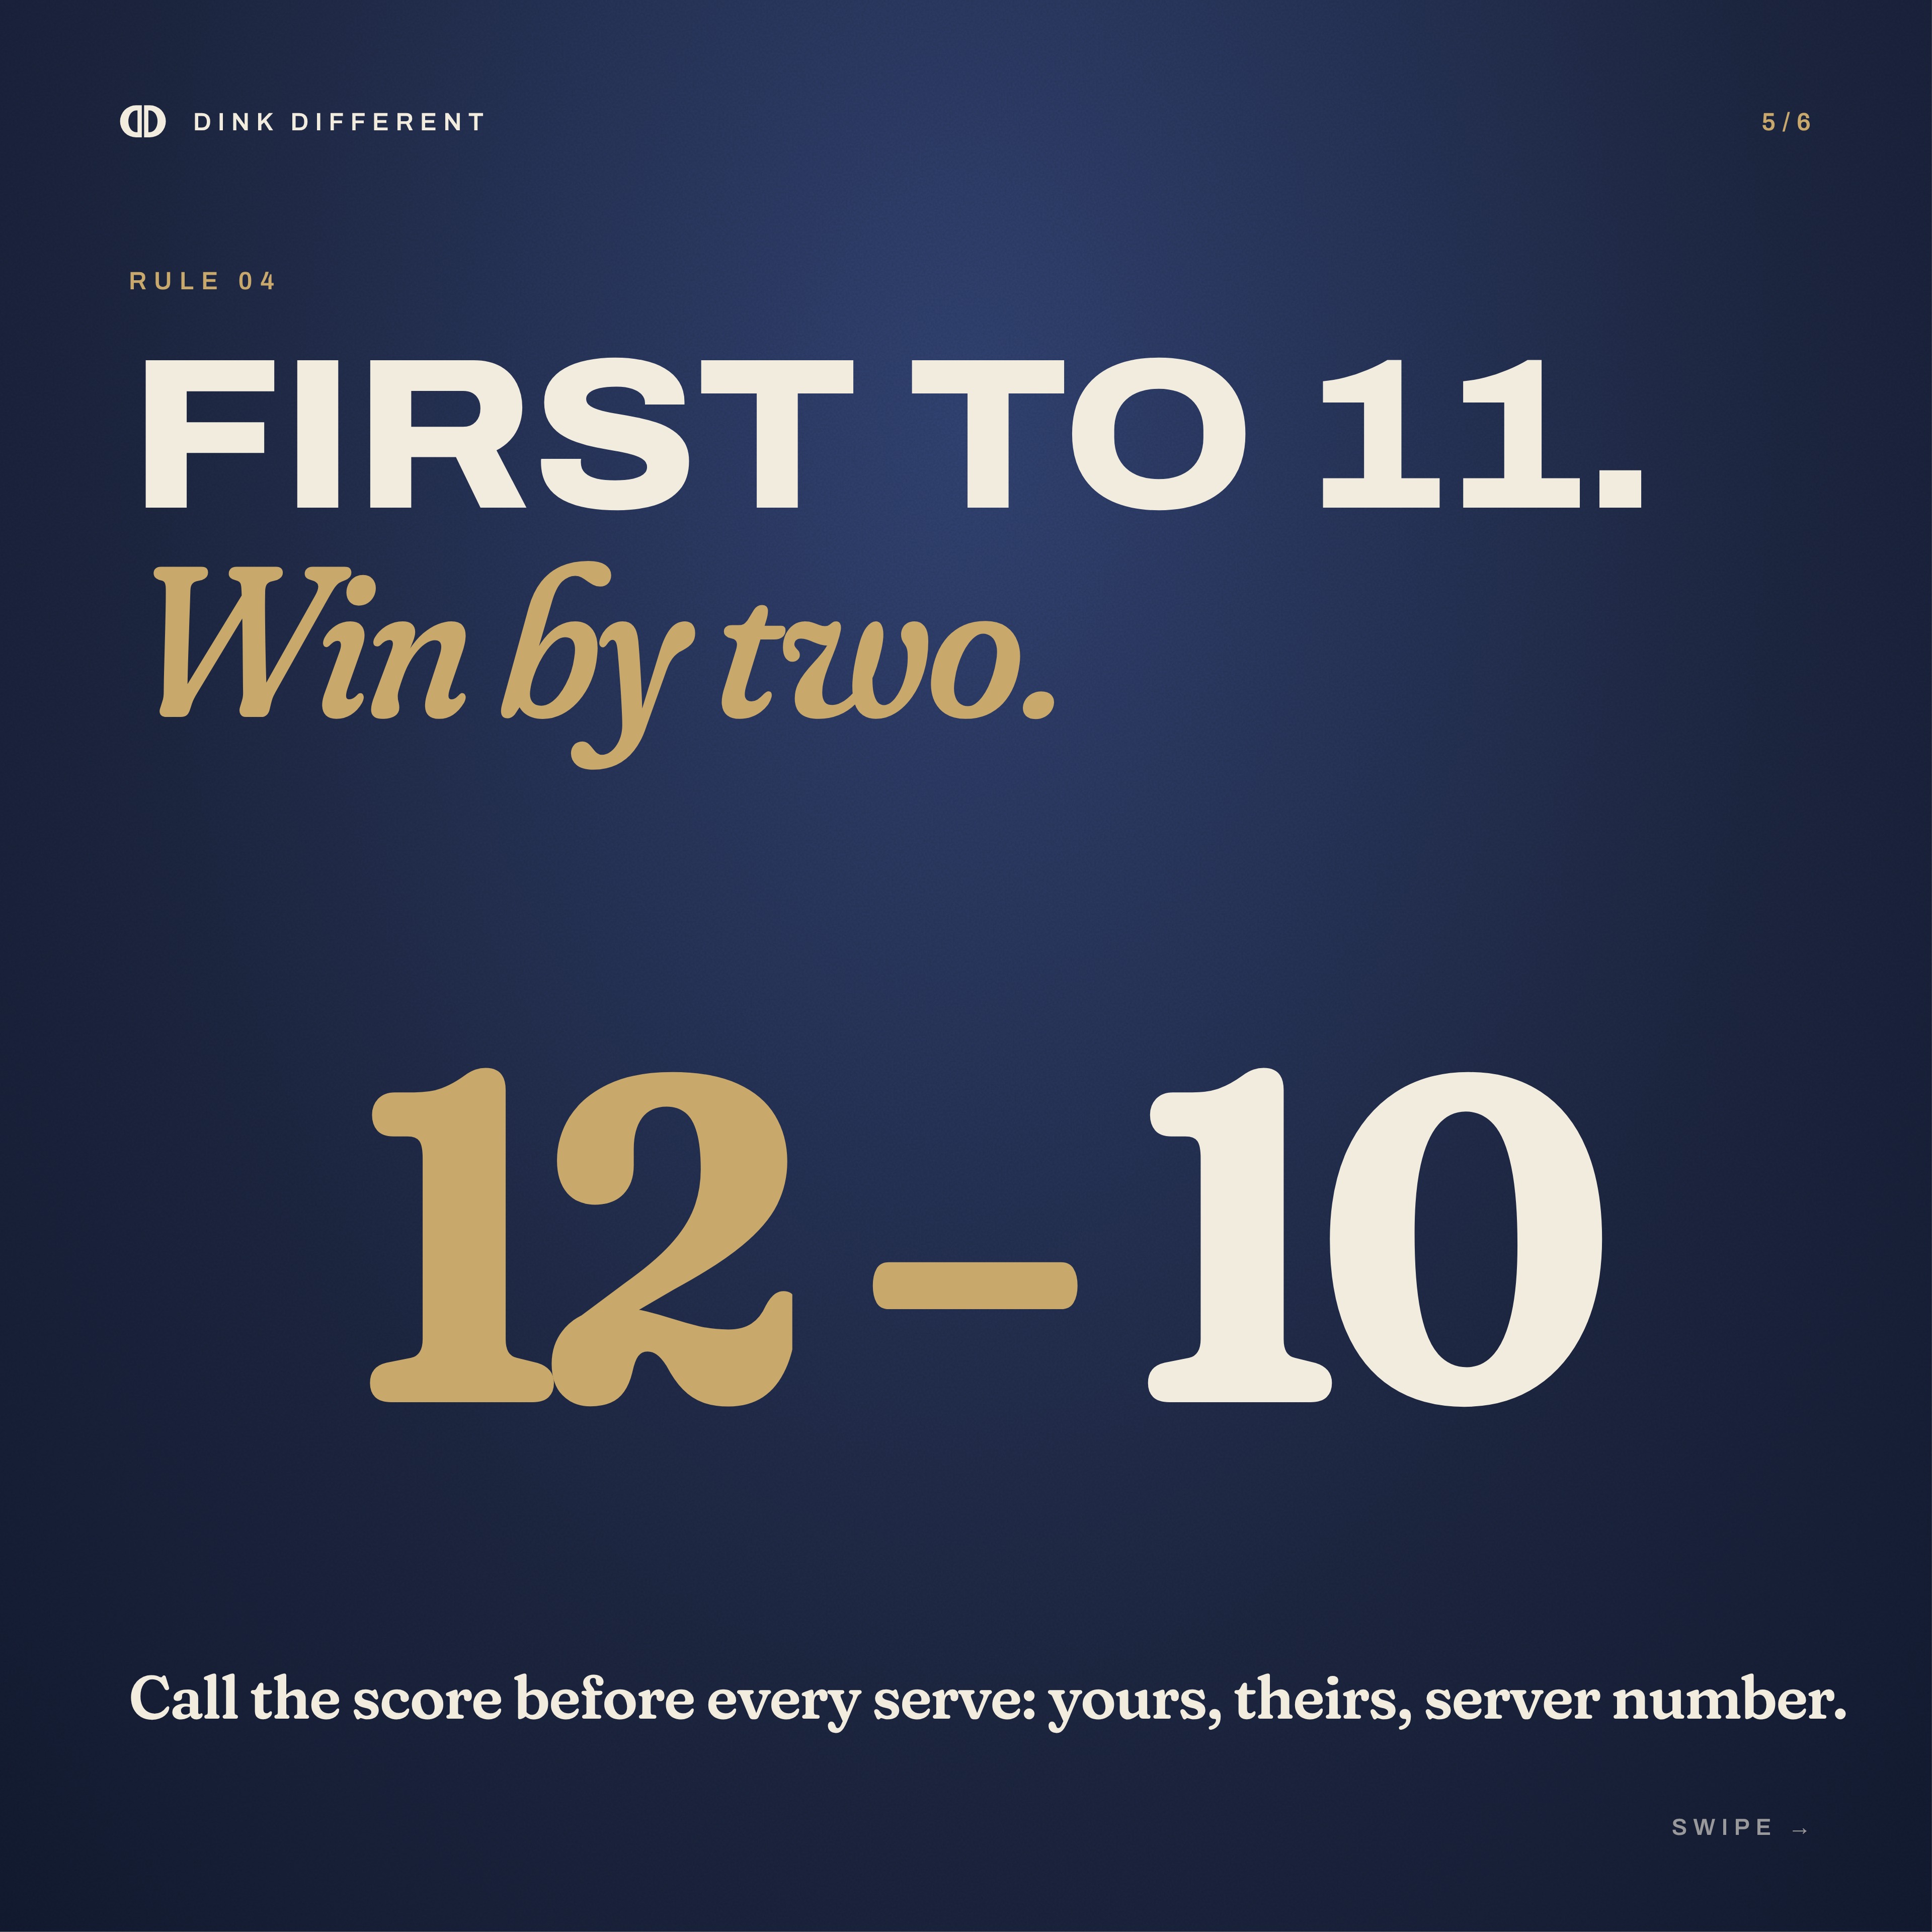 DINK DIFFERENT
5/6
RULE 04
FIRST TO 11.
Win by two.
12 – 10
Call the score before every serve: yours, theirs, server number.
SWIPE →